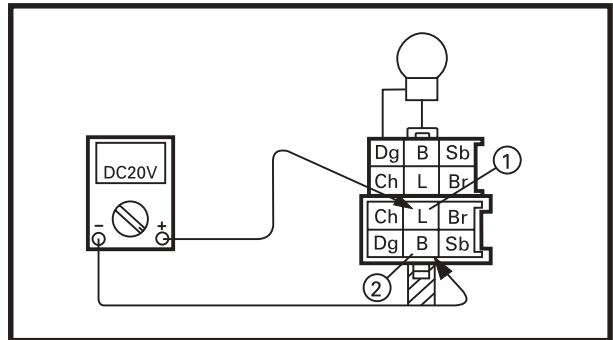 Dg B Sb
Ch L Br
1
DC20V
Ch L Br
- +
Dg B Sb
2